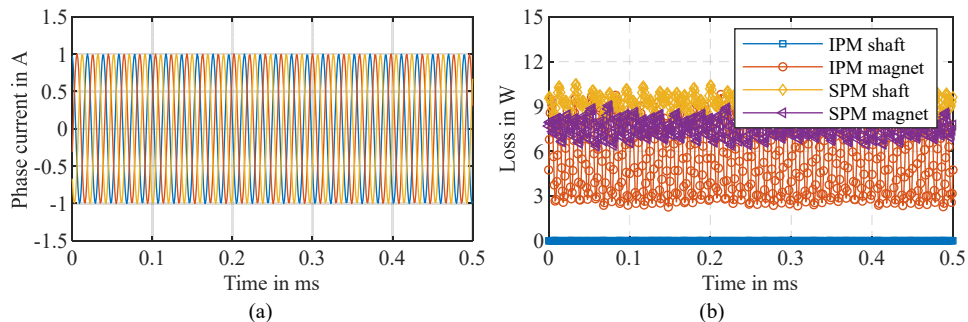 Phase current in A
1.5
1
0.5
0
-0.5
-1
-1.5
0 0.1 0.2 0.3 0.4 0.5
Time in ms
(a)
Loss in W
15
12
9
6
3
0
IPM shaft
IPM magnet
SPM shaft
SPM magnet
0 0.1 0.2 0.3 0.4 0.5
Time in ms
(b)